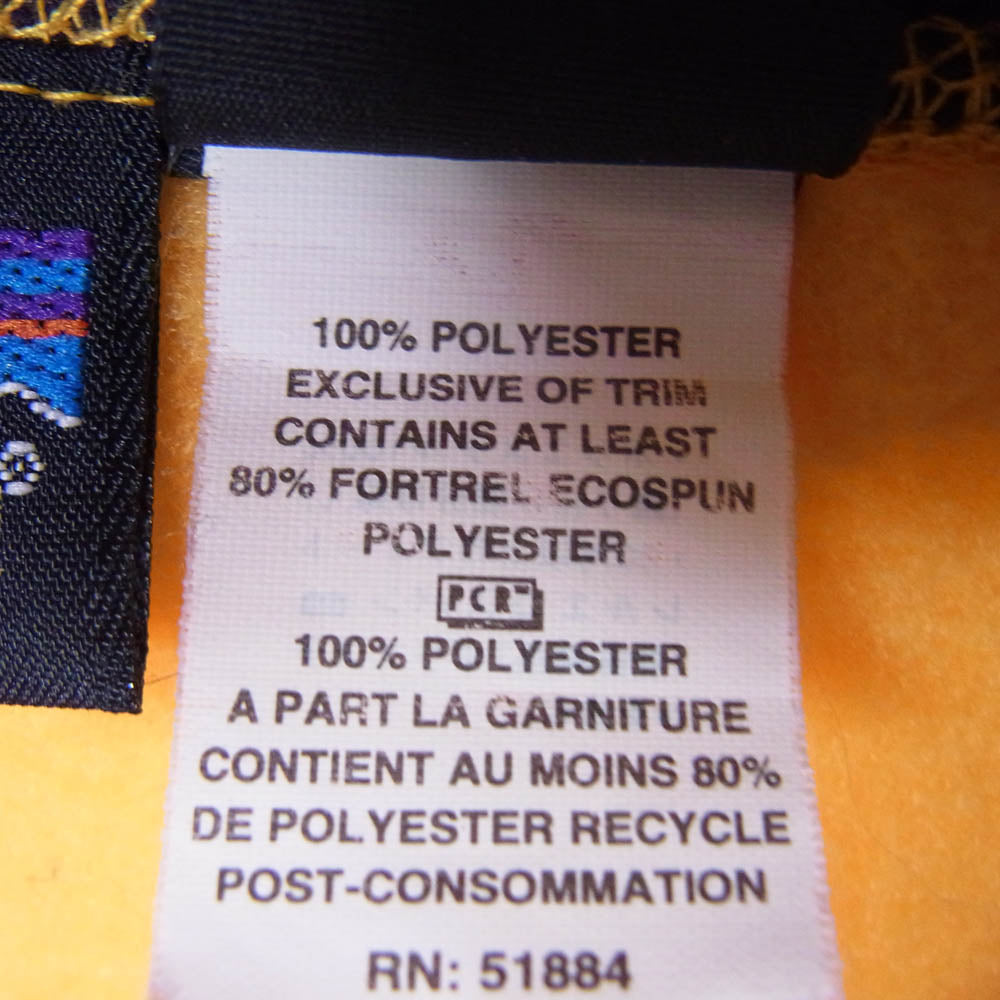 ®
100% POLYESTER
EXCLUSIVE OF TRIM
CONTAINS AT LEAST
80% FORTREL ECOSPUN
POLYESTER
PCR™
100% POLYESTER
A PART LA GARNITURE
CONTIENT AU MOINS 80%
DE POLYESTER RECYCLE
POST-CONSOMMATION
RN: 51884